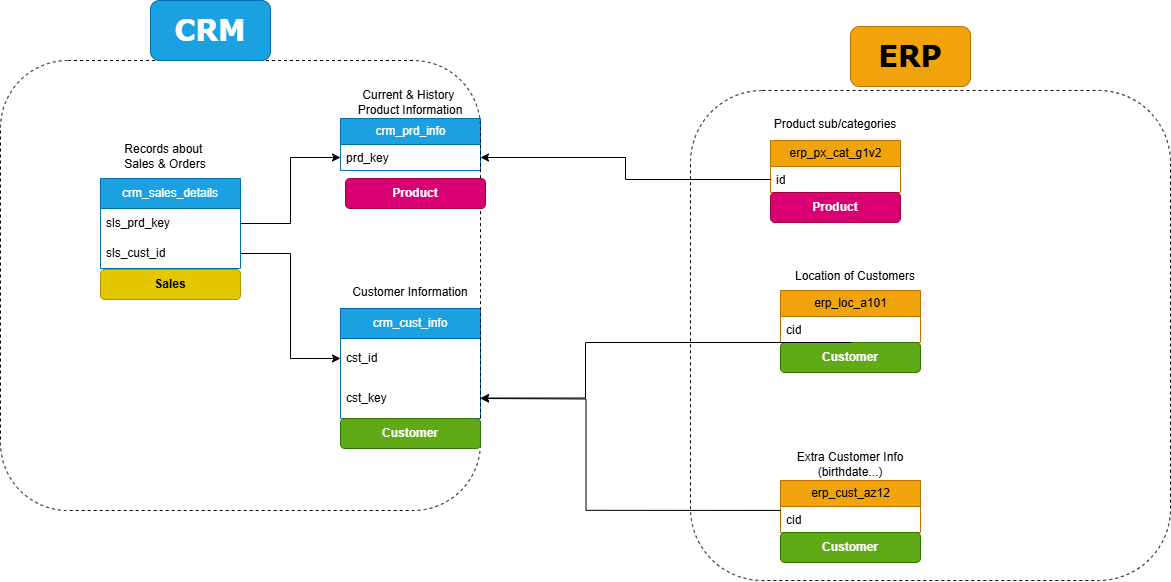 CRM
ERP
Current & History
Product Information
crm_prd_info
prd_key
Product
Records about
Sales & Orders
crm_sales_details
sls_prd_key
sls_cust_id
Sales
Customer Information
crm_cust_info
cst_id
cst_key
Customer
Product sub/categories
erp_px_cat_g1v2
id
Product
Location of Customers
erp_loc_a101
cid
Customer
Extra Customer Info
(birthdate...)
erp_cust_az12
cid
Customer